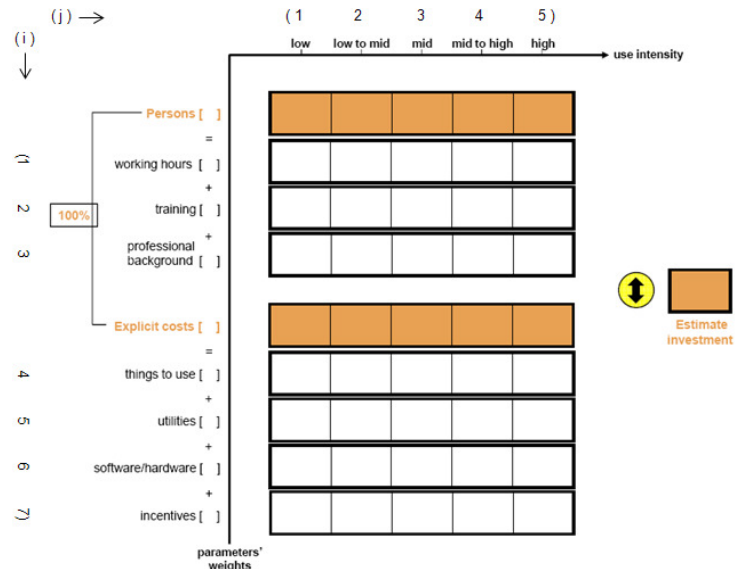 ( j ) ( 1 2 3 4 5 )
( i ) low low to mid mid mid to high high
use intensity
Persons [ ]
=
(1 working hours [ ]
+
2 training [ ]
100%
+
3 professional
background [ ]
Explicit costs [ ]
=
4 things to use [ ]
+
5 utilities [ ]
+
6 software/hardware [ ]
+
7) incentives [ ]
parameters'
weights
Estimate
investment